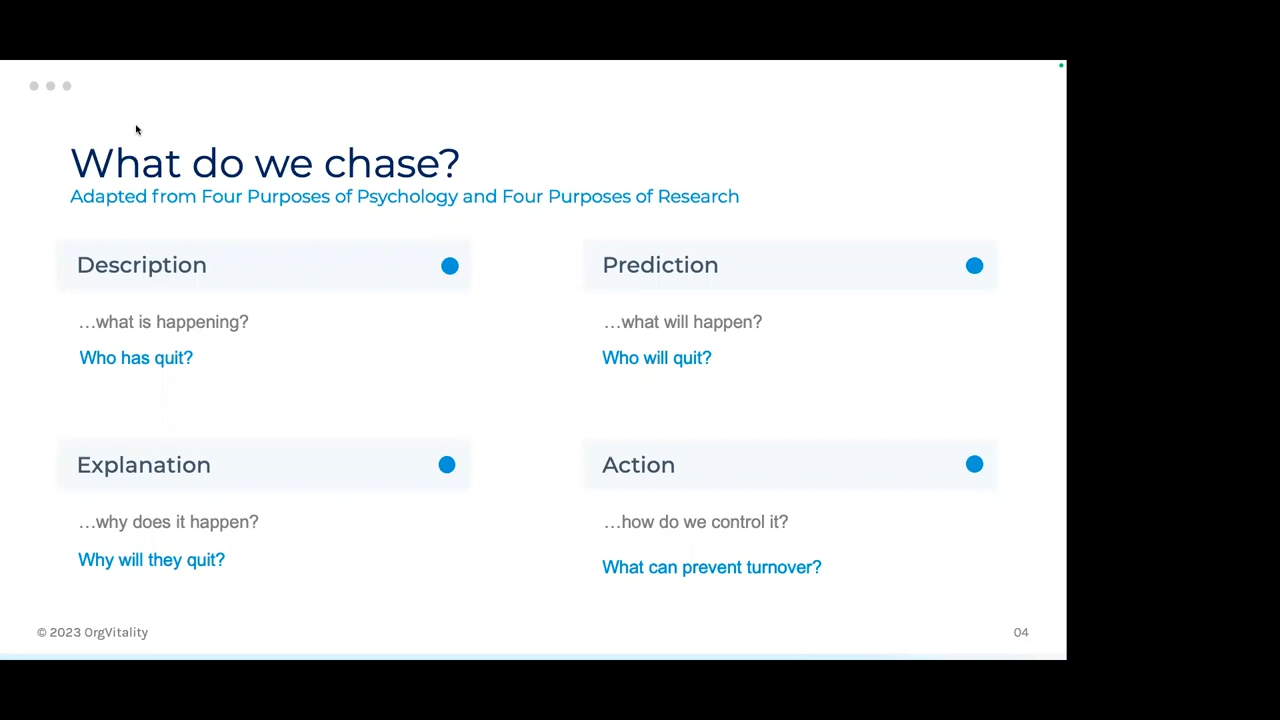 What do we chase?
Adapted from Four Purposes of Psychology and Four Purposes of Research
Description
...what is happening?
Who has quit?
Prediction
...what will happen?
Who will quit?
Explanation
...why does it happen?
Why will they quit?
Action
...how do we control it?
What can prevent turnover?
© 2023 OrgVitality
04